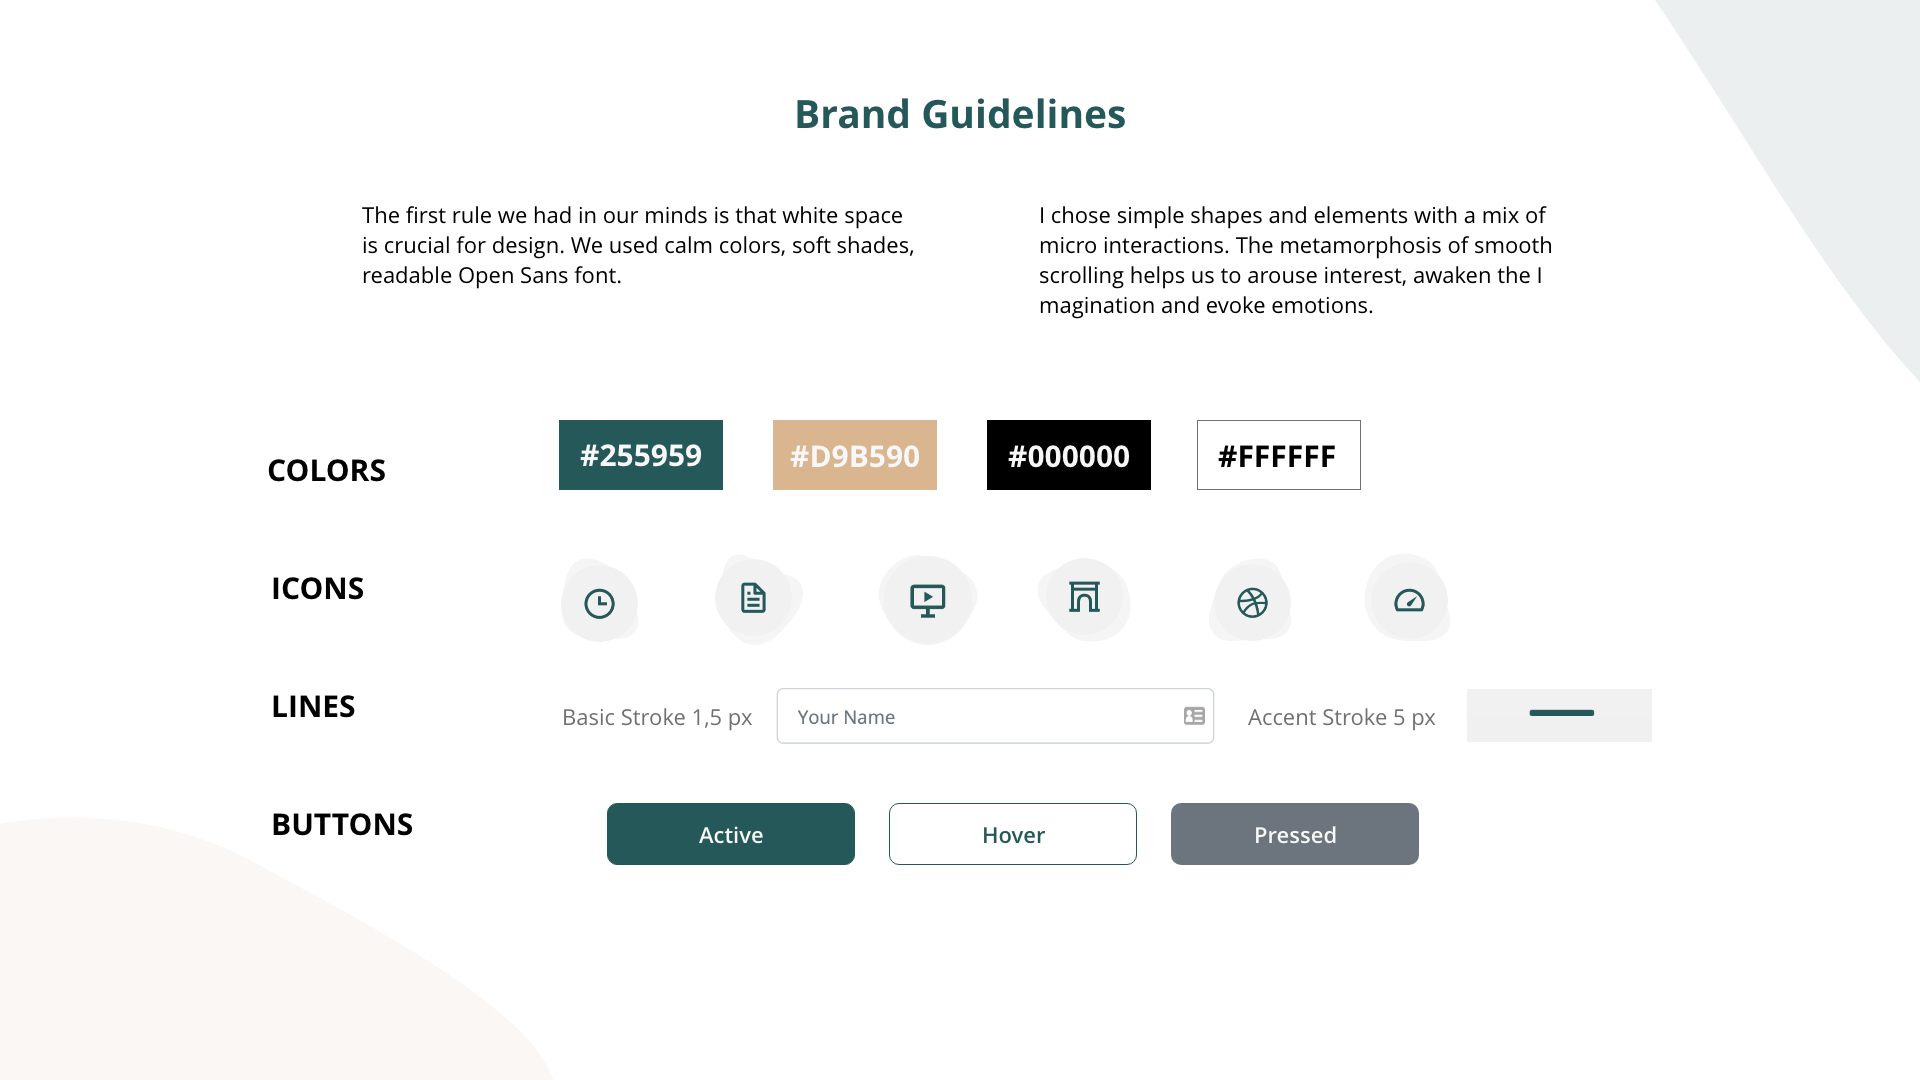 Brand Guidelines
The first rule we had in our minds is that white space
is crucial for design. We used calm colors, soft shades,
readable Open Sans font.
I chose simple shapes and elements with a mix of
micro interactions. The metamorphosis of smooth
scrolling helps us to arouse interest, awaken the I
magination and evoke emotions.
COLORS
#255959
#D9B590
#000000
#FFFFFF
ICONS
LINES
Basic Stroke 1,5 px
Your Name
Accent Stroke 5 px
BUTTONS
Active
Hover
Pressed